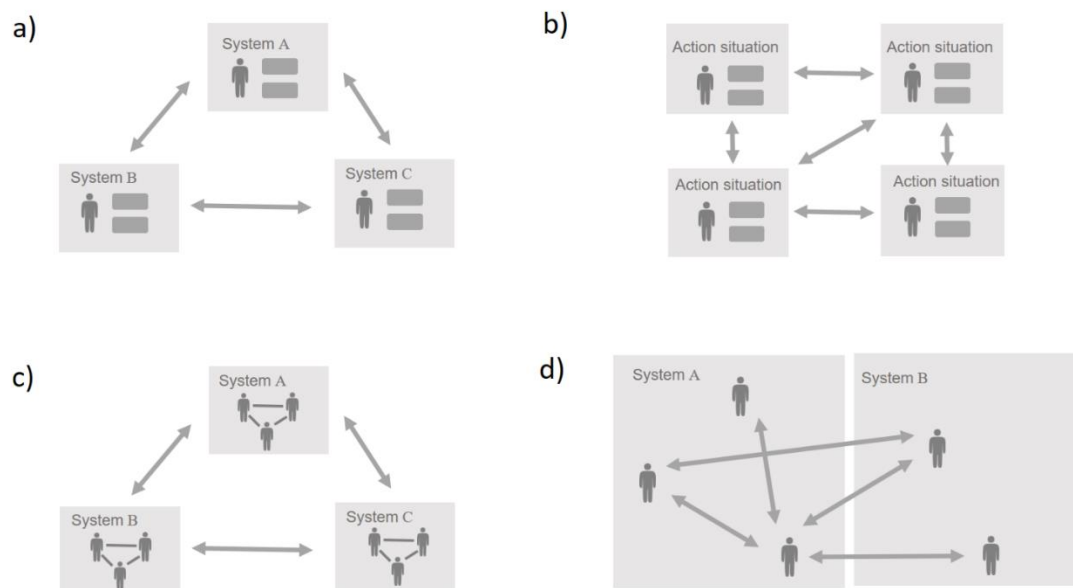 a)
System A
System B
System C
b)
Action situation
Action situation
Action situation
Action situation
c)
System A
System B
System C
d)
System A
System B